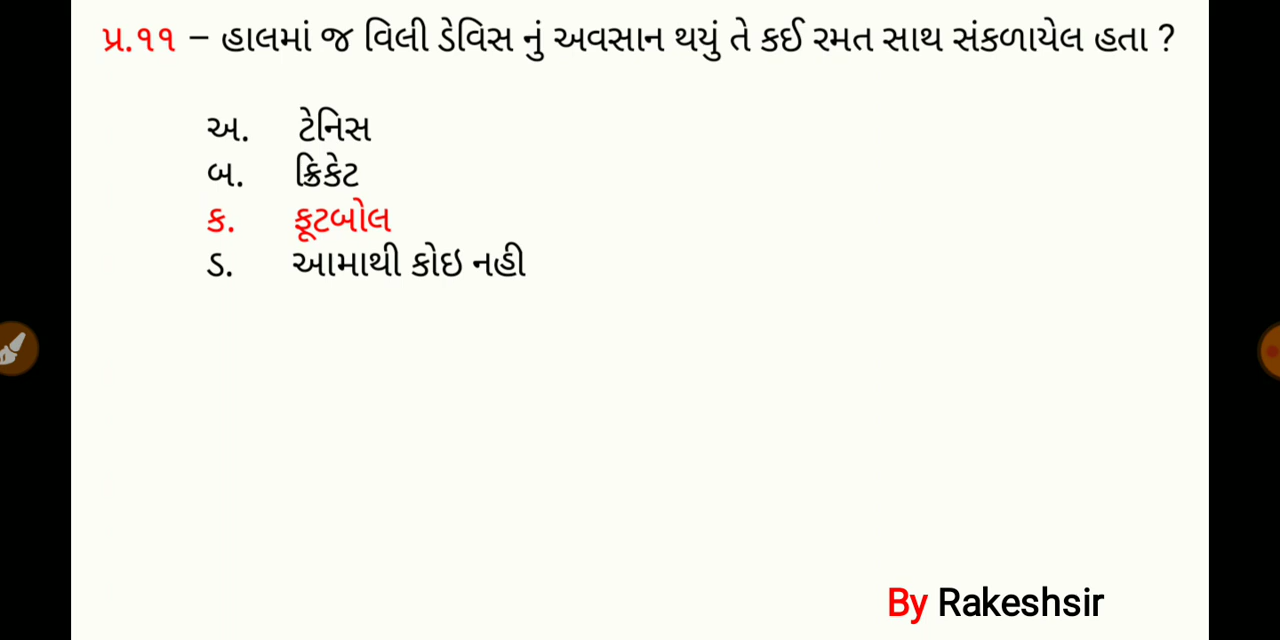 પ્ર.૧૧ – હાલમાં જ વિલી ડેવિસ નું અવસાન થયું તે કઈ રમત સાથ સંકળાયેલ હતા ?
અ. ટેનિસ
બ. ક્રિકેટ
ક. ફૂટબોલ
ડ. આમાથી કોઇ નહી
By Rakeshsir